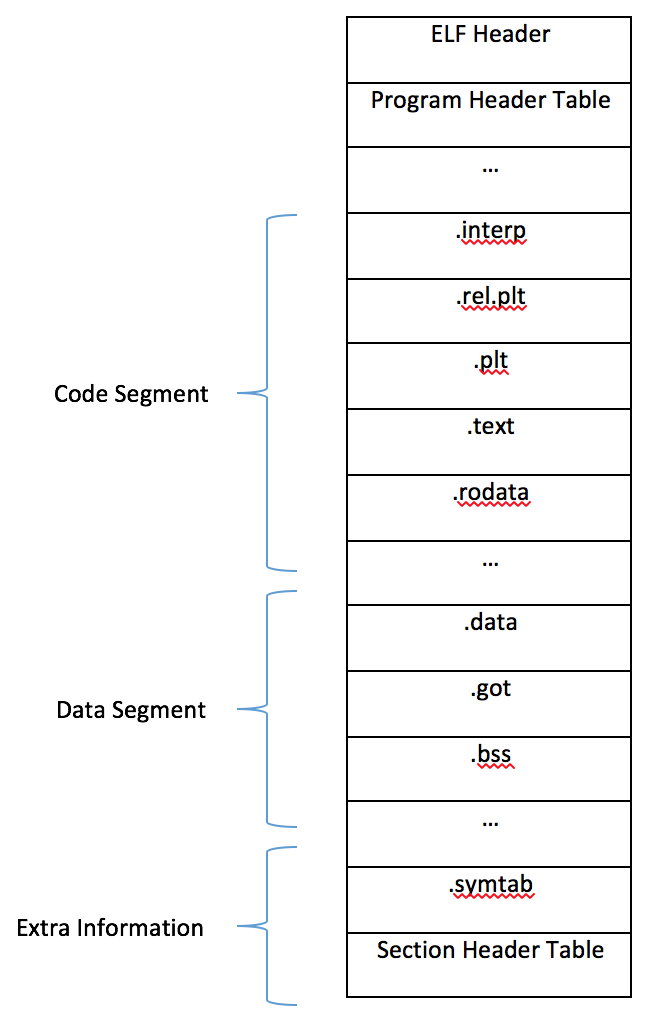 ELF Header
Program Header Table
...
.interp
.rel.plt
.plt
Code Segment
.text
.rodata
...
.data
.got
Data Segment
.bss
...
.symtab
Extra Information
Section Header Table